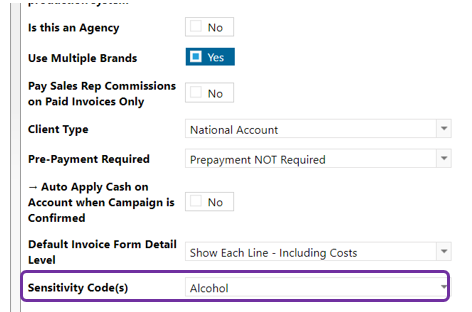 production system
Is this an Agency
No
Use Multiple Brands
Yes
Pay Sales Rep Commissions
on Paid Invoices Only
No
Client Type
National Account
Pre-Payment Required
Prepayment NOT Required
→ Auto Apply Cash on
Account when Campaign is
Confirmed
No
Default Invoice Form Detail
Level
Show Each Line - Including Costs
Sensitivity Code(s)
Alcohol